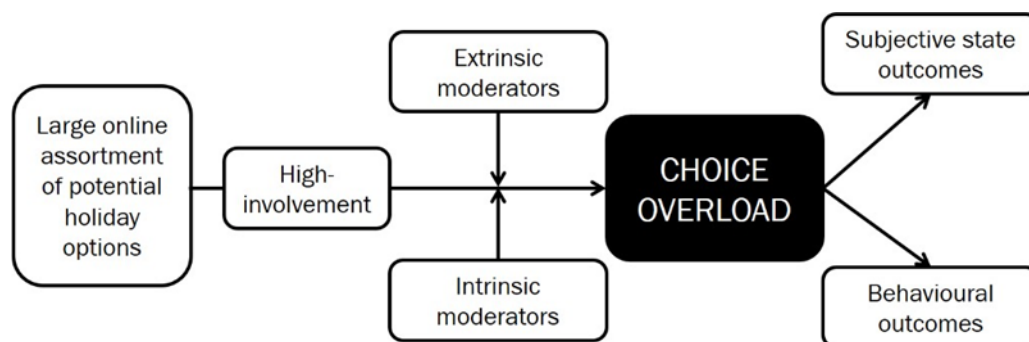 Large online
assortment
of potential
holiday
options
High-
involvement
Extrinsic
moderators
Intrinsic
moderators
CHOICE
OVERLOAD
Subjective state
outcomes
Behavioural
outcomes